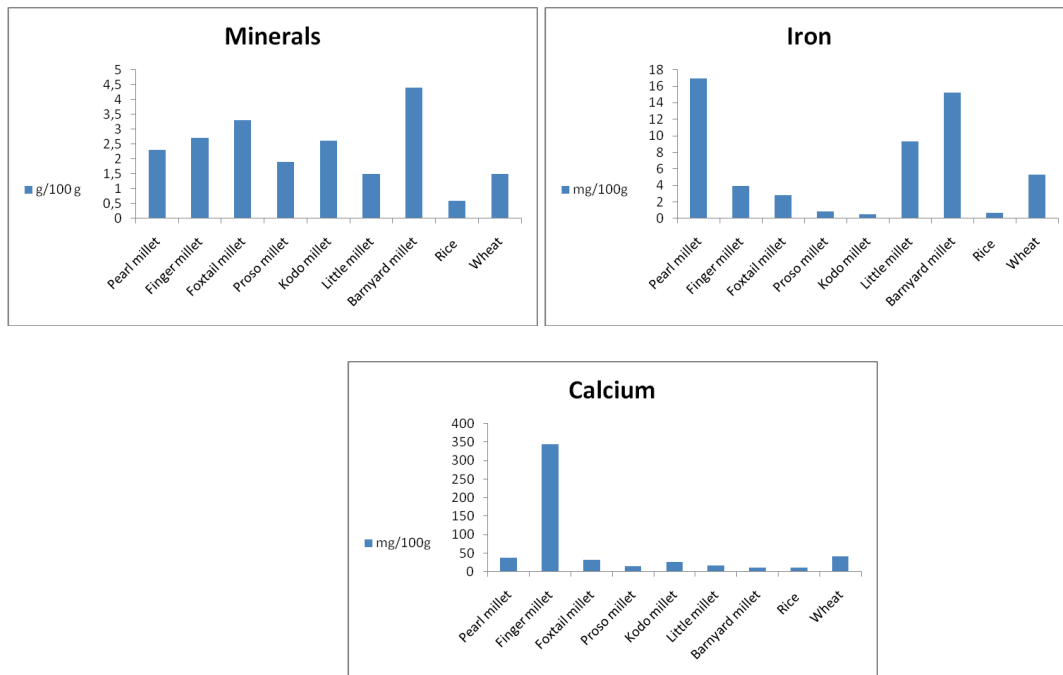 Minerals
5
4,5
4
3,5
3
2,5
2
1,5
1
0,5
0
g/100 g
Pearl millet
Finger millet
Foxtail millet
Proso millet
Kodo millet
Little millet
Barnyard millet
Rice
Wheat
Iron
18
16
14
12
10
8
6
4
2
0
mg/100g
Pearl millet
Finger millet
Foxtail millet
Proso millet
Kodo millet
Little millet
Barnyard millet
Rice
Wheat
Calcium
400
350
300
250
200
150
100
50
0
mg/100g
Pearl millet
Finger millet
Foxtail millet
Proso millet
Kodo millet
Little millet
Barnyard millet
Rice
Wheat